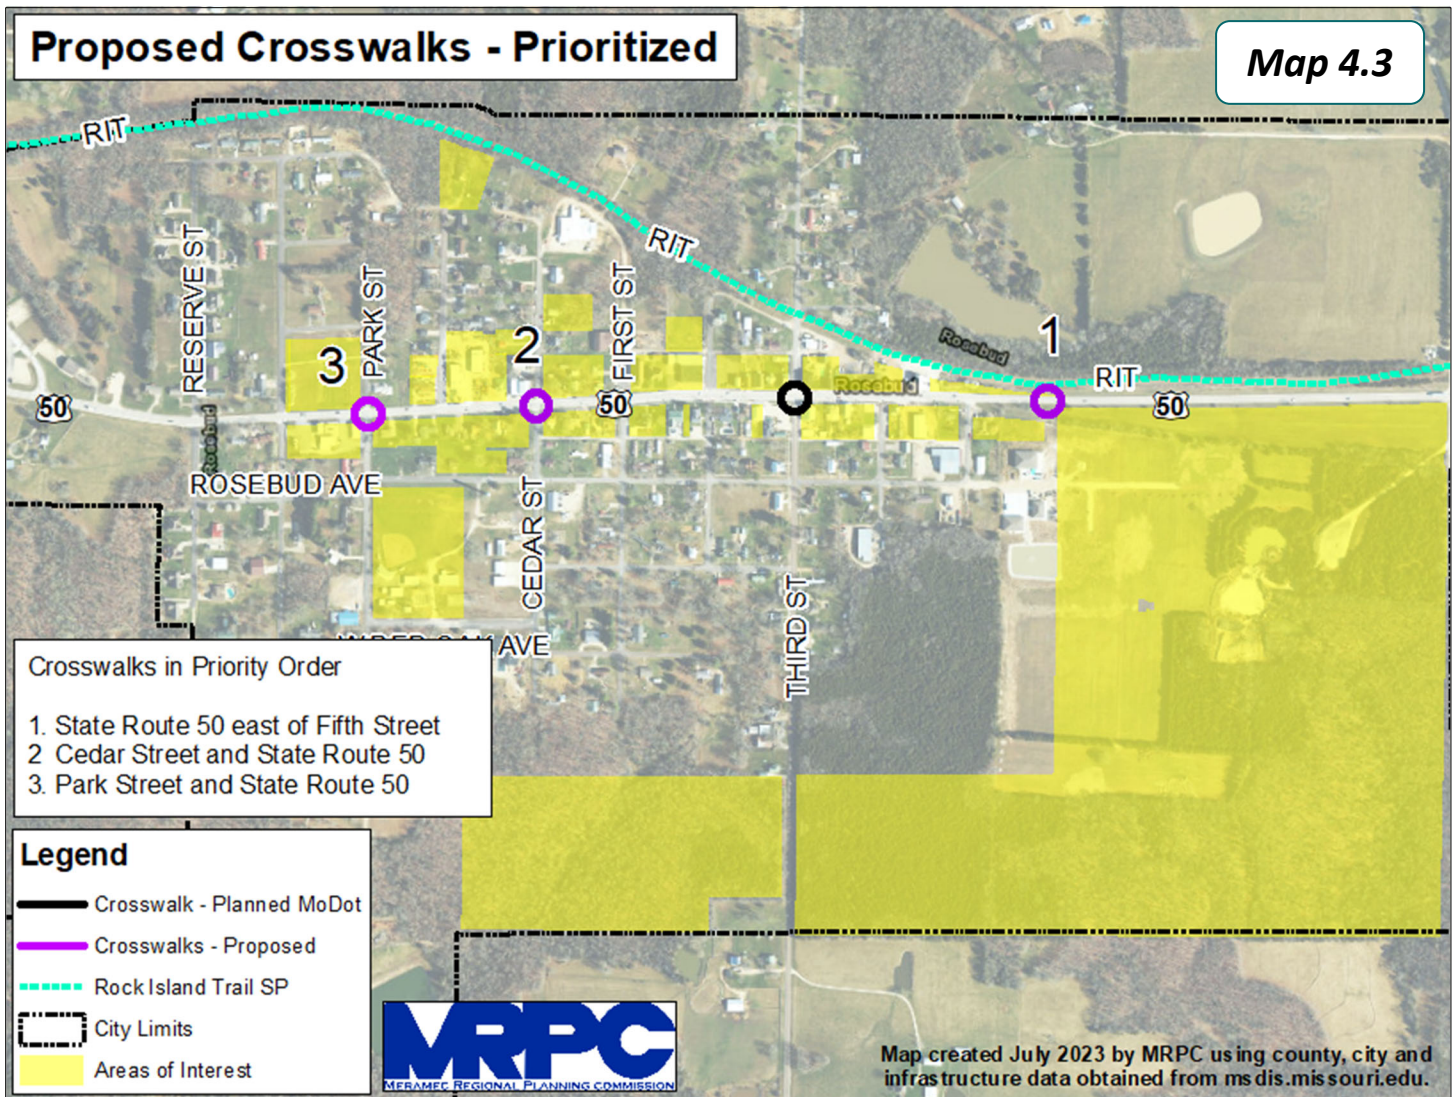 Proposed Crosswalks - Prioritized
Map 4.3
RIT
RIT
RESERVE ST
PARK ST
FIRST ST
3
2
1
Rosebud
RIT
50
50
Rosebud
50
Rosebud
ROSEBUD AVE
CEDAR ST
THIRD ST
AVE
Crosswalks in Priority Order
1. State Route 50 east of Fifth Street
2 Cedar Street and State Route 50
3. Park Street and State Route 50
Legend
Crosswalk - Planned MoDot
Crosswalks - Proposed
Rock Island Trail SP
City Limits
Areas of Interest
MRPC
MERAMEC REGIONAL PLANNING COMMISSION
Map created July 2023 by MRPC using county, city and
infrastructure data obtained from msdis.missouri.edu.